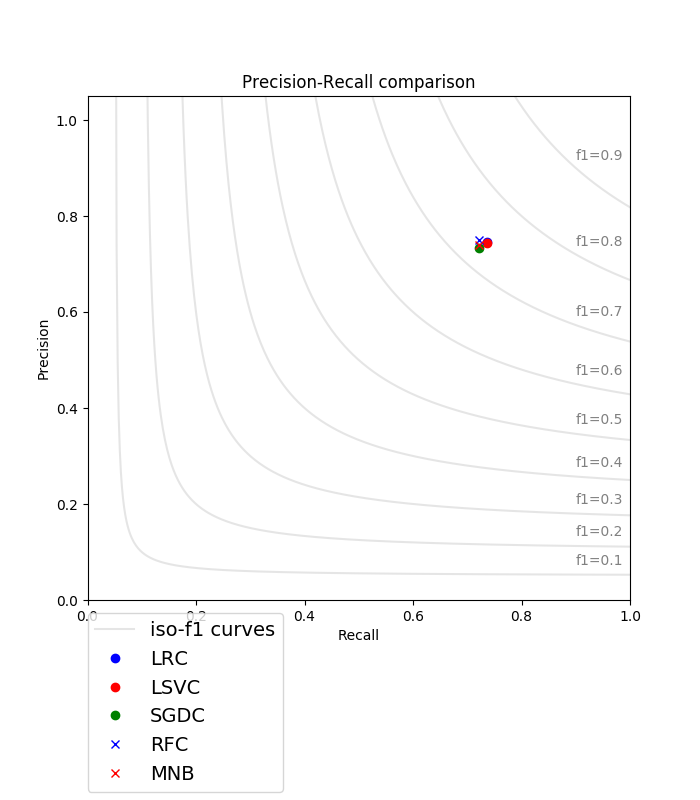 Precision-Recall comparison
1.0
f1=0.9
0.8
f1=0.8
0.6
f1=0.7
Precision
f1=0.6
0.4
f1=0.5
f1=0.4
0.2
f1=0.3
f1=0.2
f1=0.1
0.0
0.0 0.2 0.4 0.6 0.8 1.0
Recall
iso-f1 curves
LRC
LSVC
SGDC
RFC
MNB